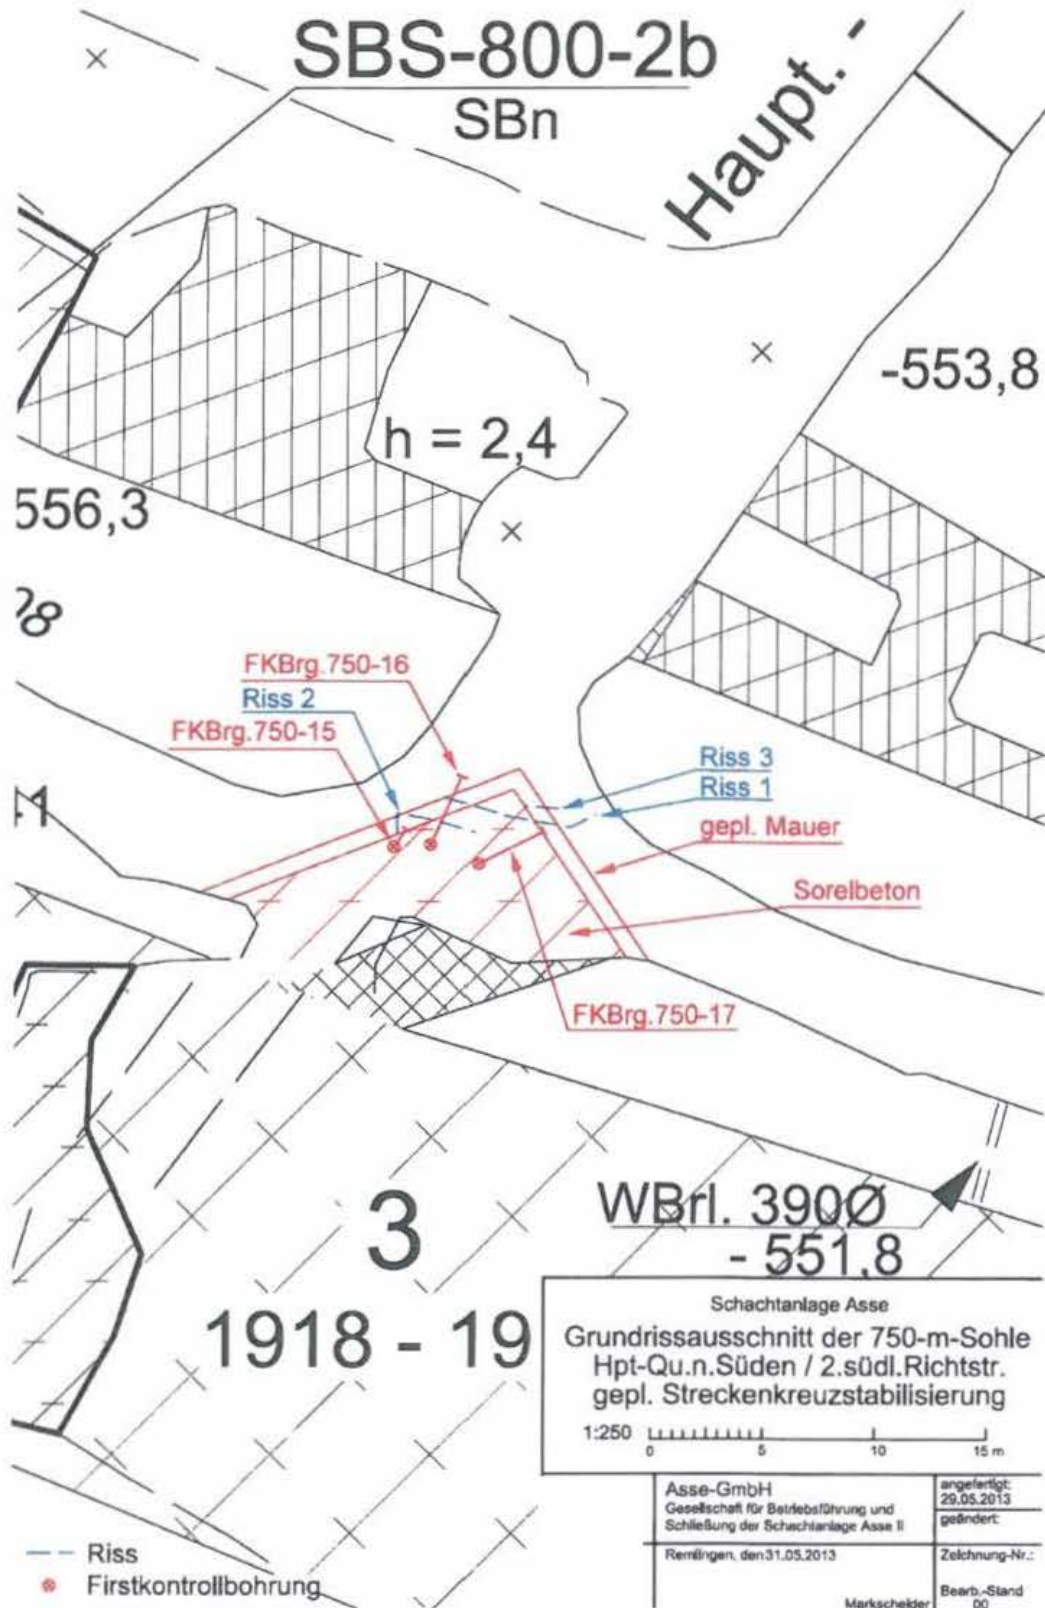 SBS-800-2b
SBn
Haupt. -
-553,8
h = 2,4
556,3
FKBrg.750-16
Riss 2
FKBrg.750-15
Riss 3
Riss 1
gepl. Mauer
Sorelbeton
FKBrg.750-17
3
1918 - 19
WBrl. 390Ø
- 551,8
Schachtanlage Asse
Grundrissausschnitt der 750-m-Sohle
Hpt-Qu.n.Süden / 2.südl.Richtstr.
gepl. Streckenkreuzstabilisierung
1:250
0 5 10 15 m
Asse-GmbH
Gesellschaft für Betriebsführung und
Schließung der Schachtanlage Asse II
angefertigt:
29.05.2013
geändert:
Remlingen, den 31.05.2013
Zeichnung-Nr.:
Markscheider
Bearb.-Stand
00
Riss
Firstkontrollbohrung